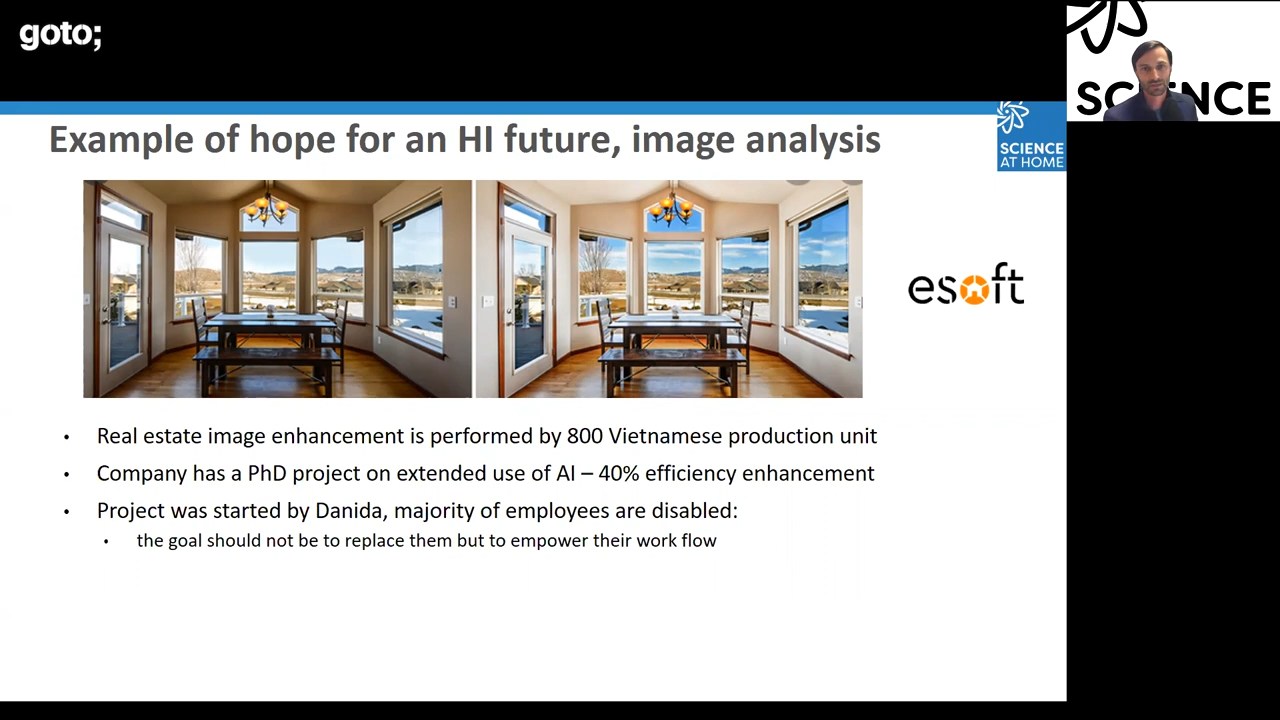 goto;
SCIENCE
Example of hope for an HI future, image analysis
SCIENCE
AT HOME
esoft
• Real estate image enhancement is performed by 800 Vietnamese production unit
• Company has a PhD project on extended use of AI – 40% efficiency enhancement
• Project was started by Danida, majority of employees are disabled:
• the goal should not be to replace them but to empower their work flow